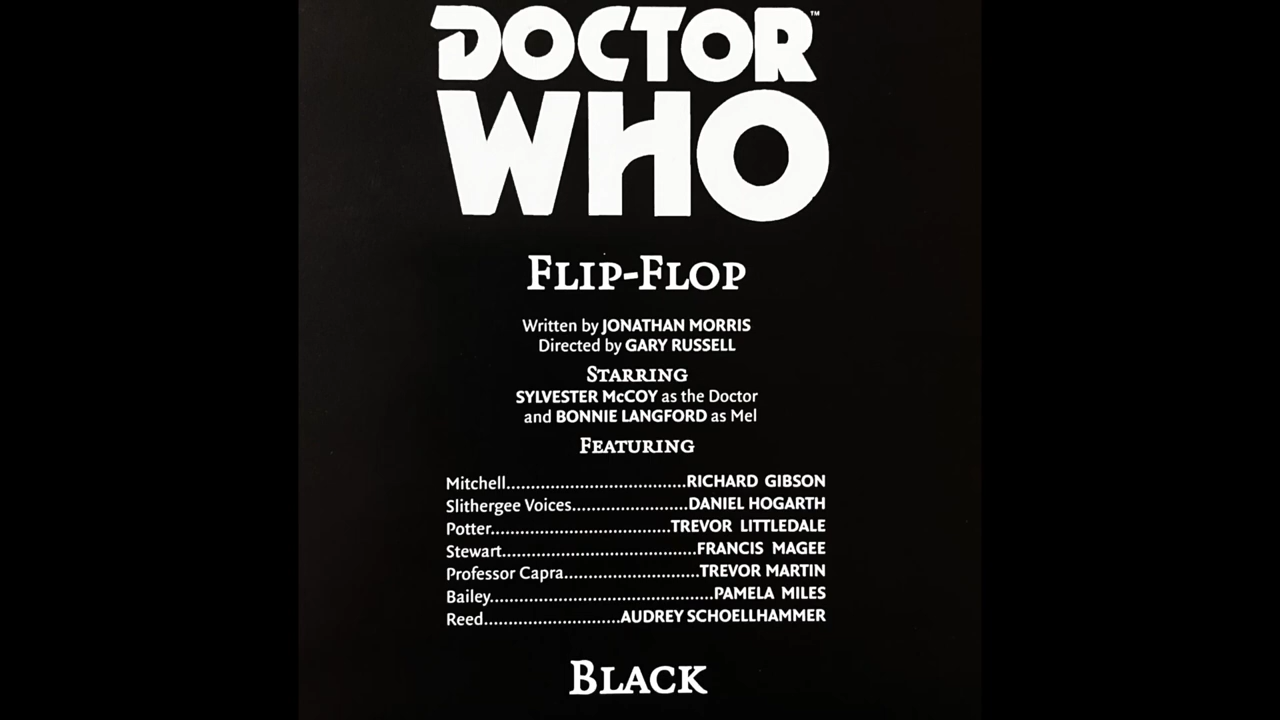 DOCTOR™
WHO
FLIP-FLOP
Written by JONATHAN MORRIS
Directed by GARY RUSSELL
STARRING
SYLVESTER McCOY as the Doctor
and BONNIE LANGFORD as Mel
FEATURING
Mitchell....................................RICHARD GIBSON
Slithergee Voices.......................DANIEL HOGARTH
Potter....................................TREVOR LITTLEDALE
Stewart.......................................FRANCIS MAGEE
Professor Capra...........................TREVOR MARTIN
Bailey.............................................PAMELA MILES
Reed...........................AUDREY SCHOELLHAMMER
BLACK